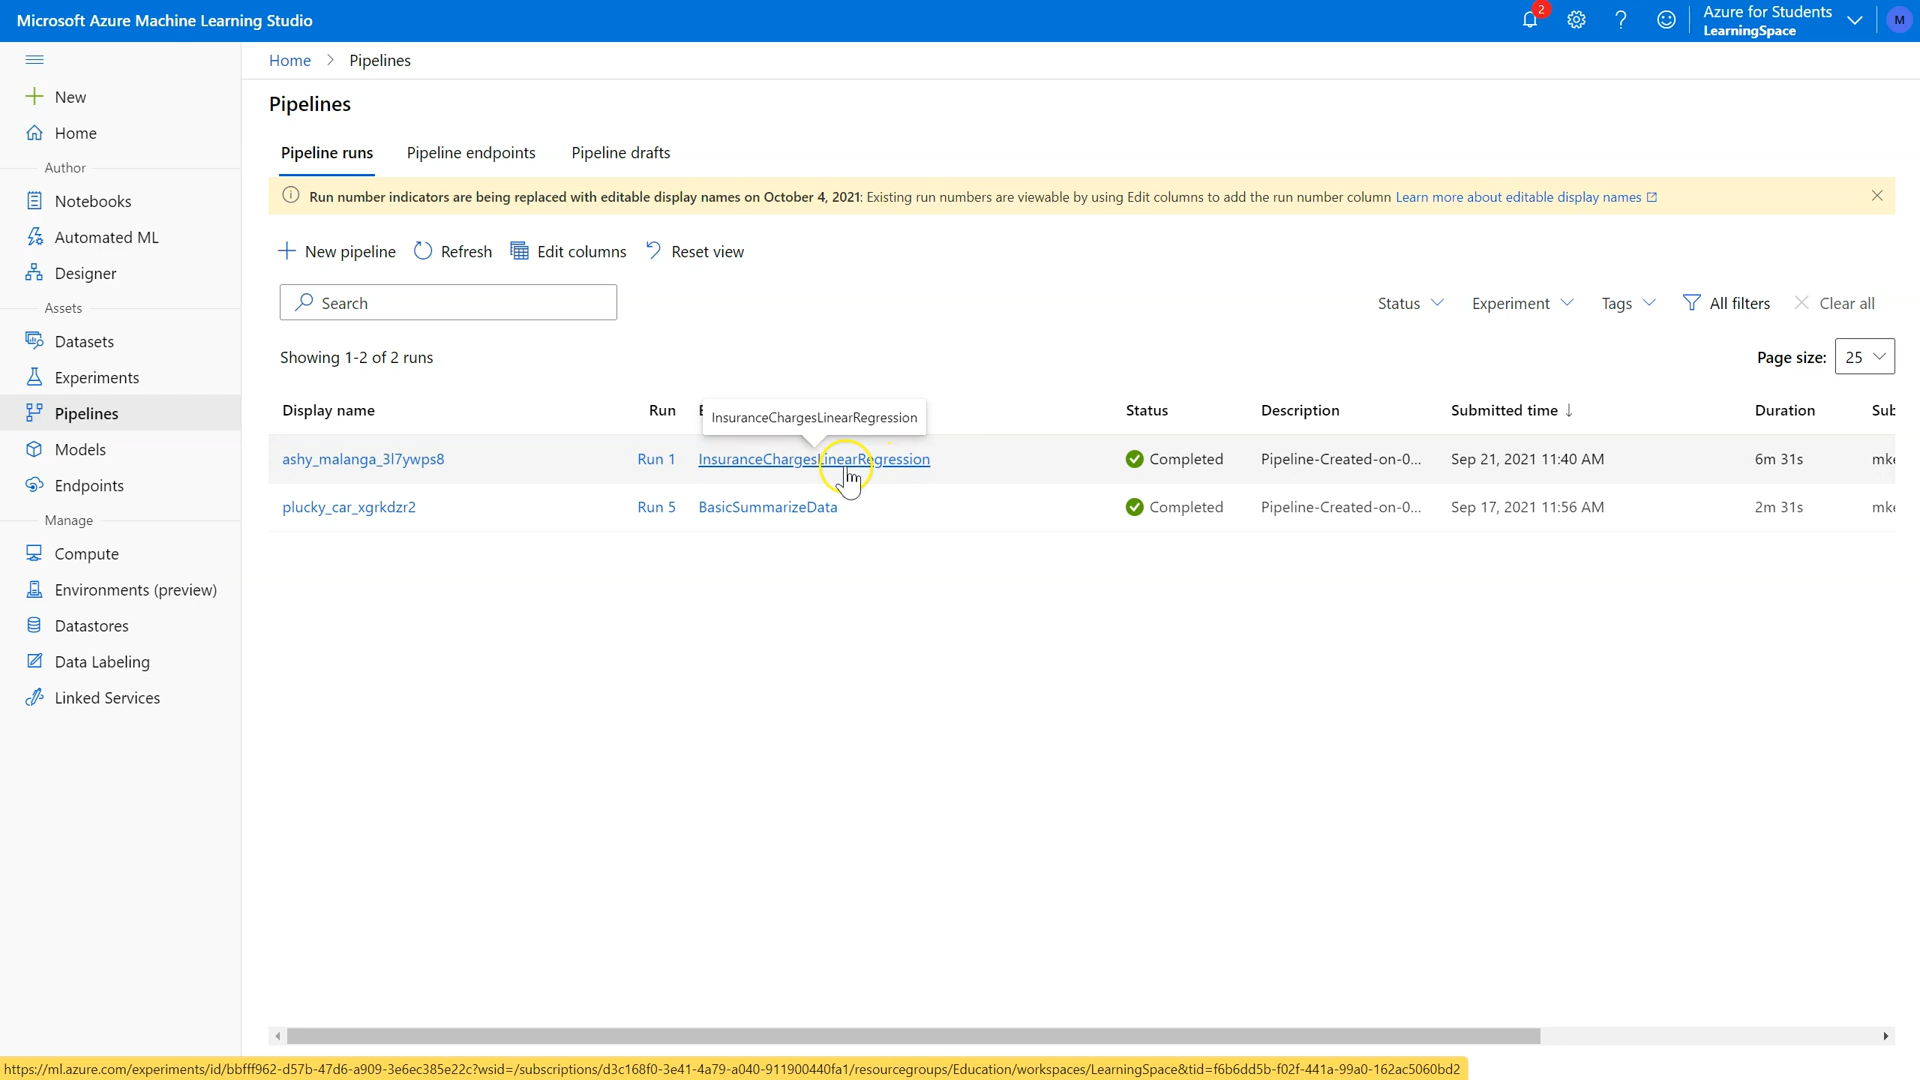 Microsoft Azure Machine Learning Studio
2
Azure for Students
LearningSpace
M
Home > Pipelines
New
Home
Author
Notebooks
Automated ML
Designer
Assets
Datasets
Experiments
Pipelines
Models
Endpoints
Manage
Compute
Environments (preview)
Datastores
Data Labeling
Linked Services
Pipelines
Pipeline runs Pipeline endpoints Pipeline drafts
Run number indicators are being replaced with editable display names on October 4, 2021: Existing run numbers are viewable by using Edit columns to add the run number column Learn more about editable display names
New pipeline Refresh Edit columns Reset view
Search
Status Experiment Tags All filters Clear all
Showing 1-2 of 2 runs
Page size: 25
InsuranceChargesLinearRegression
Display name Run Status Description Submitted time ↓ Duration Sub
ashy_malanga_3l7ywps8 Run 1 InsuranceChargesLinearRegression Completed Pipeline-Created-on-0... Sep 21, 2021 11:40 AM 6m 31s mke
plucky_car_xgrkdzr2 Run 5 BasicSummarizeData Completed Pipeline-Created-on-0... Sep 17, 2021 11:56 AM 2m 31s mke
https://ml.azure.com/experiments/id/bbfff962-d57b-47d6-a909-3e6ec385e22c?wsid=/subscriptions/d3c168f0-3e41-4a79-a040-911900440fa1/resourcegroups/Education/workspaces/LearningSpace&tid=f6b6dd5b-f02f-441a-99a0-162ac5060bd2